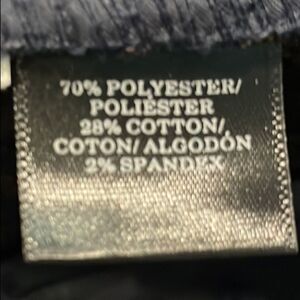 70% POLYESTER/
POLIÉSTER
28% COTTON/
COTON/ ALGODÓN
2% SPANDEX